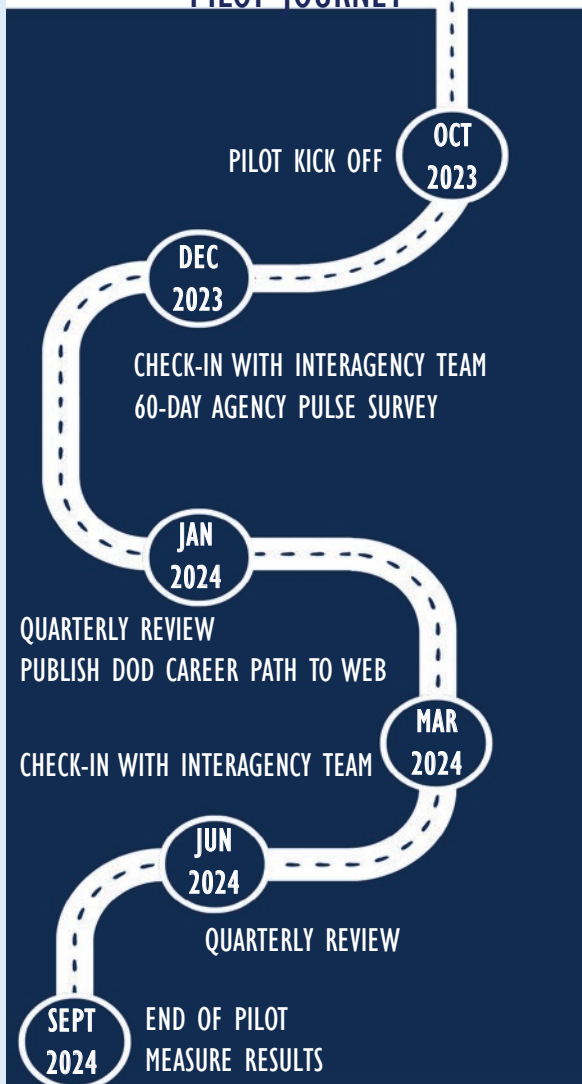 PILOT JOURNEY
OCT
2023
PILOT KICK OFF
DEC
2023
CHECK-IN WITH INTERAGENCY TEAM
60-DAY AGENCY PULSE SURVEY
JAN
2024
QUARTERLY REVIEW
PUBLISH DOD CAREER PATH TO WEB
MAR
2024
CHECK-IN WITH INTERAGENCY TEAM
JUN
2024
QUARTERLY REVIEW
SEPT
2024
END OF PILOT
MEASURE RESULTS